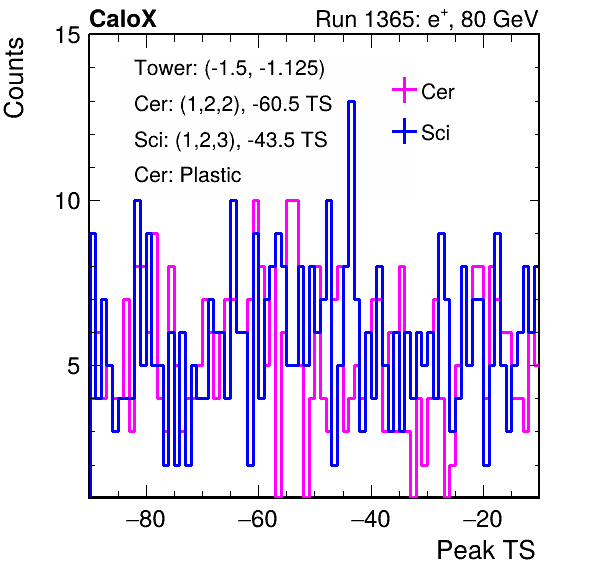 CaloX Run 1365: e+, 80 GeV
Counts
15
10
5
Tower: (-1.5, -1.125)
Cer: (1,2,2), -60.5 TS
Sci: (1,2,3), -43.5 TS
Cer: Plastic
Cer
Sci
−80 −60 −40 −20
Peak TS